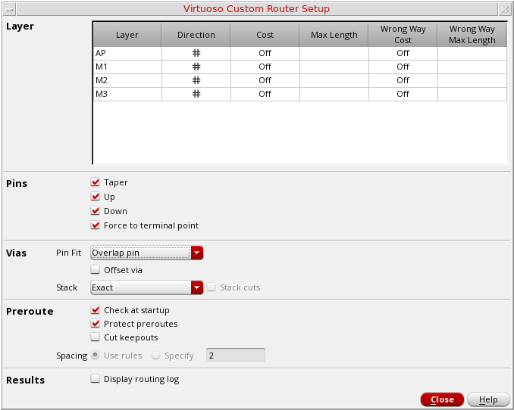 Virtuoso Custom Router Setup
Layer
Layer Direction Cost Max Length Wrong Way Cost Wrong Way Max Length
AP # Off Off
M1 # Off Off
M2 # Off Off
M3 # Off Off
Pins
Taper
Up
Down
Force to terminal point
Vias Pin Fit Overlap pin
Offset via
Stack Exact Stack cuts
Preroute Check at startup
Protect preroutes
Cut keepouts
Spacing Use rules Specify 2
Results Display routing log
Close Help